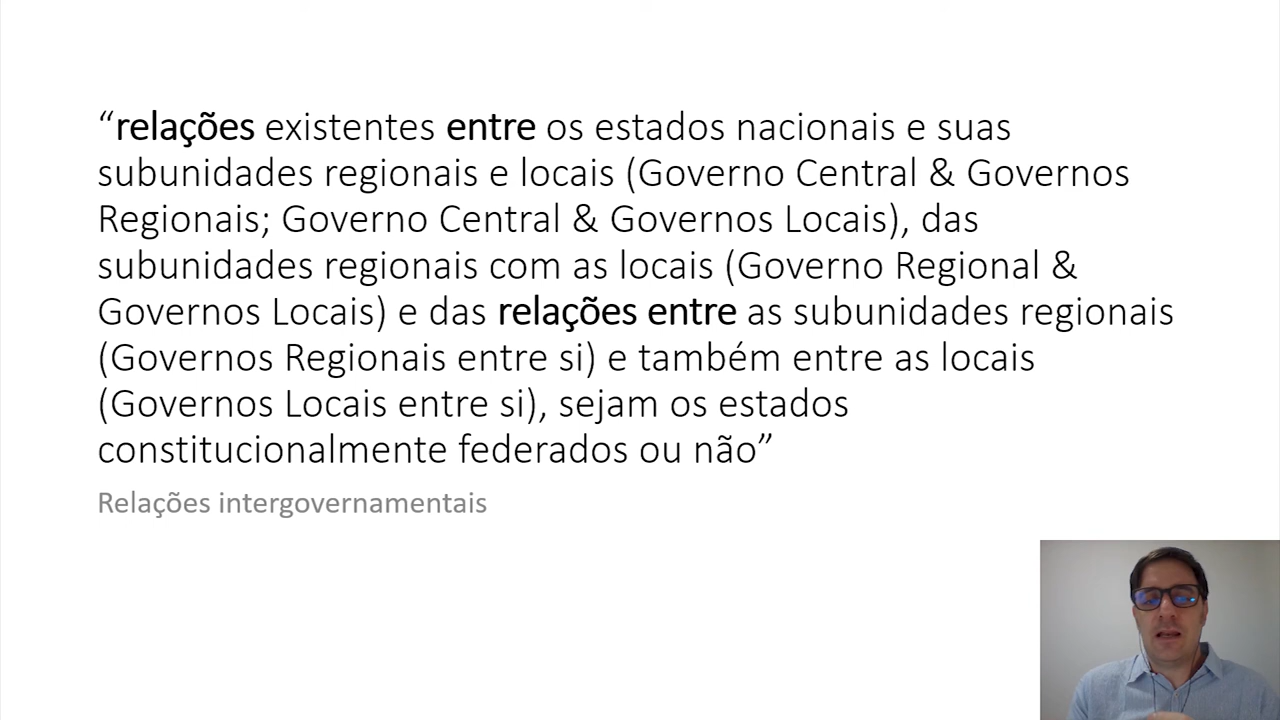 “relações existentes entre os estados nacionais e suas
subunidades regionais e locais (Governo Central & Governos
Regionais; Governo Central & Governos Locais), das
subunidades regionais com as locais (Governo Regional &
Governos Locais) e das relações entre as subunidades regionais
(Governos Regionais entre si) e também entre as locais
(Governos Locais entre si), sejam os estados
constitucionalmente federados ou não”
Relações intergovernamentais